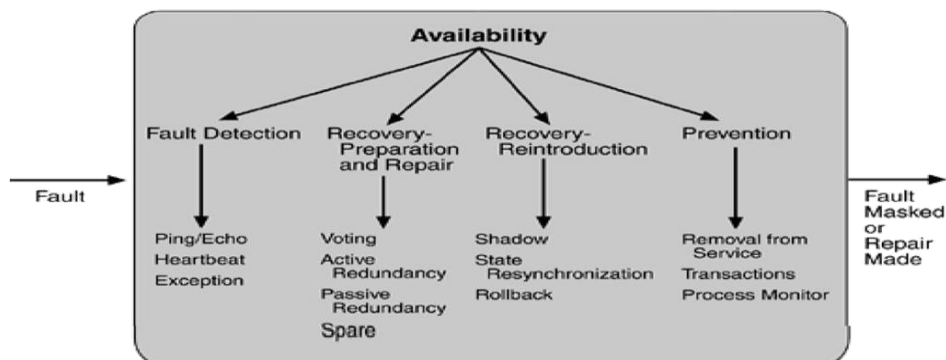 Availability
Fault Detection
Recovery-
Preparation
and Repair
Recovery-
Reintroduction
Prevention
Fault
Ping/Echo
Heartbeat
Exception
Voting
Active
Redundancy
Passive
Redundancy
Spare
Shadow
State
Resynchronization
Rollback
Removal from
Service
Transactions
Process Monitor
Fault
Masked
or
Repair
Made